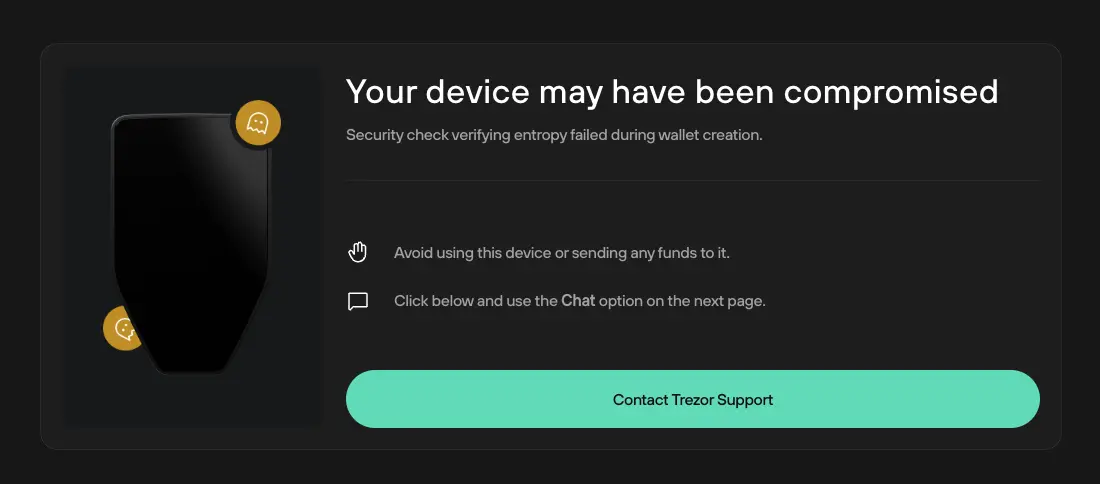 Your device may have been compromised
Security check verifying entropy failed during wallet creation.
Avoid using this device or sending any funds to it.
Click below and use the Chat option on the next page.
Contact Trezor Support